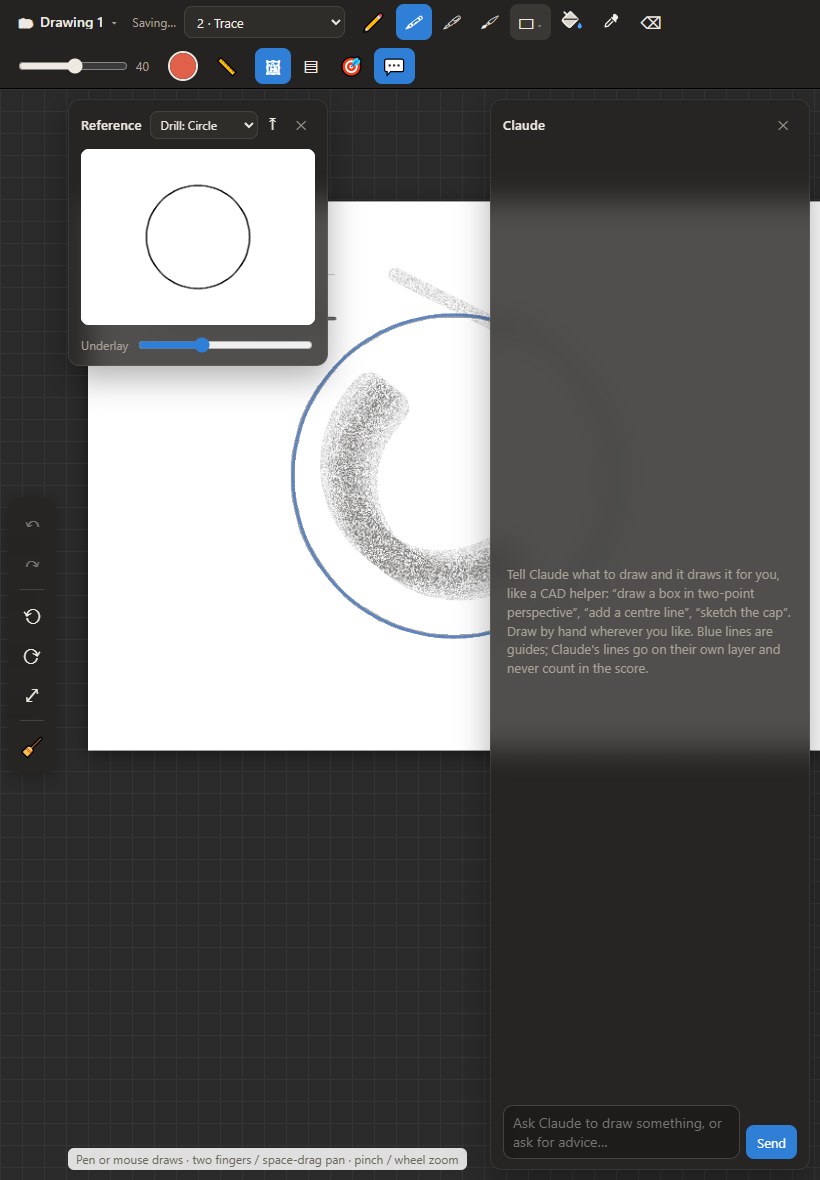 Drawing 1
Saving...
2 · Trace
40
Reference
Drill: Circle
Underlay
Claude
Tell Claude what to draw and it draws it for you,
like a CAD helper: “draw a box in two-point
perspective”, “add a centre line”, “sketch the cap”.
Draw by hand wherever you like. Blue lines are
guides; Claude's lines go on their own layer and
never count in the score.
Ask Claude to draw something, or
ask for advice...
Send
Pen or mouse draws · two fingers / space-drag pan · pinch / wheel zoom